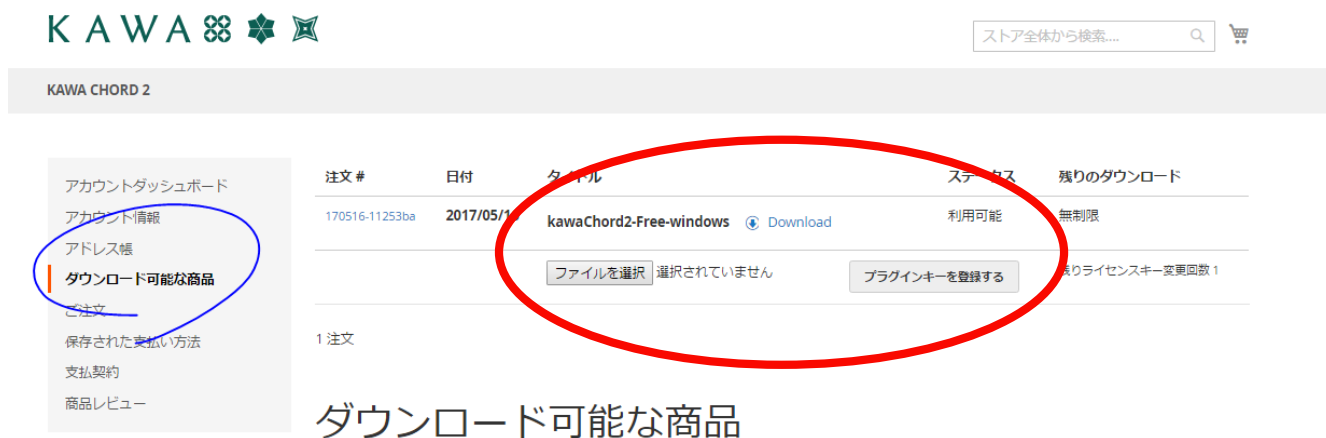 KAWA
ストア全体から検索....
KAWA CHORD 2
アカウントダッシュボード
アカウント情報
アドレス帳
ダウンロード可能な商品
ご注文
保存された支払い方法
支払契約
商品レビュー
注文 # 日付 タイトル ステータス 残りのダウンロード
170516-11253ba 2017/05/1 kawaChord2-Free-windows Download 利用可能 無制限
ファイルを選択 選択されていません プラグインキーを登録する 残りライセンスキー変更回数 1
1 注文
ダウンロード可能な商品